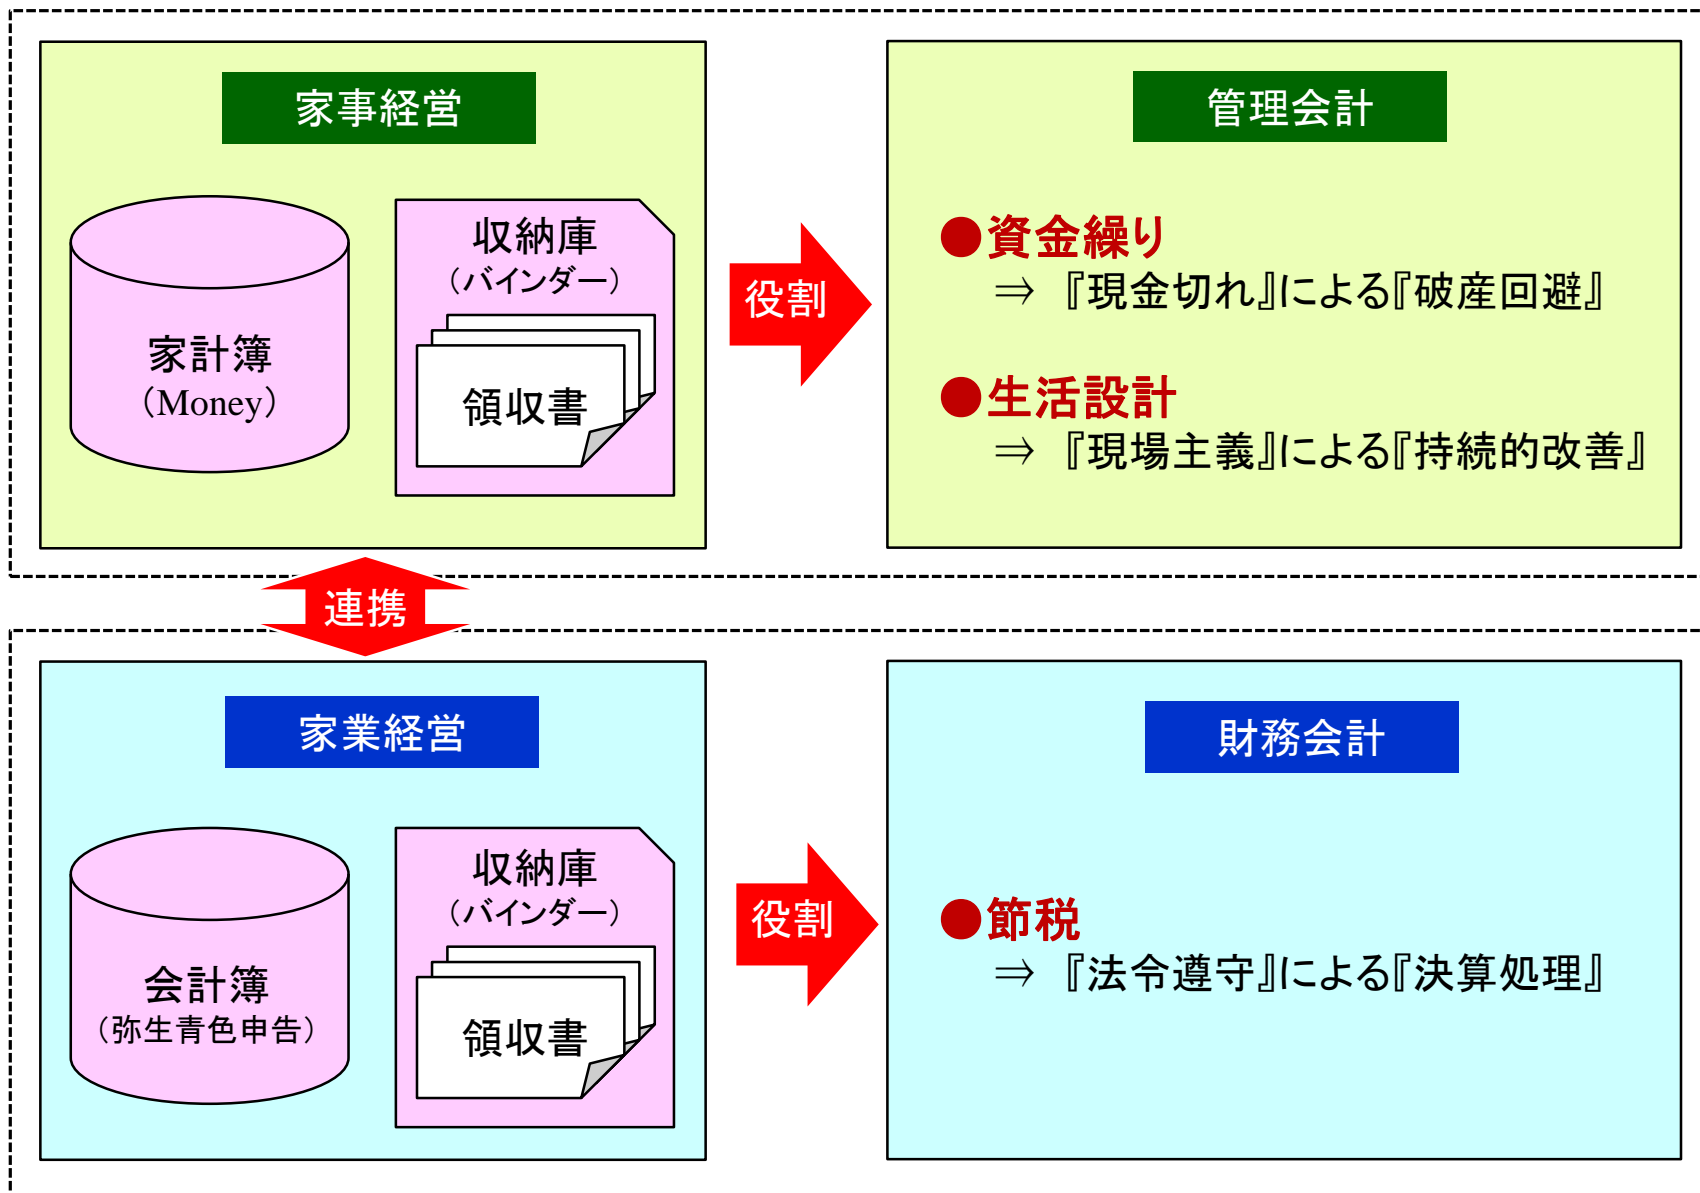 家事経営
家計簿
（Money）
収納庫
（バインダー）
領収書
役割
管理会計
●資金繰り
⇒ 『現金切れ』による『破産回避』
●生活設計
⇒ 『現場主義』による『持続的改善』
連携
家業経営
会計簿
（弥生青色申告）
収納庫
（バインダー）
領収書
役割
財務会計
●節税
⇒ 『法令遵守』による『決算処理』